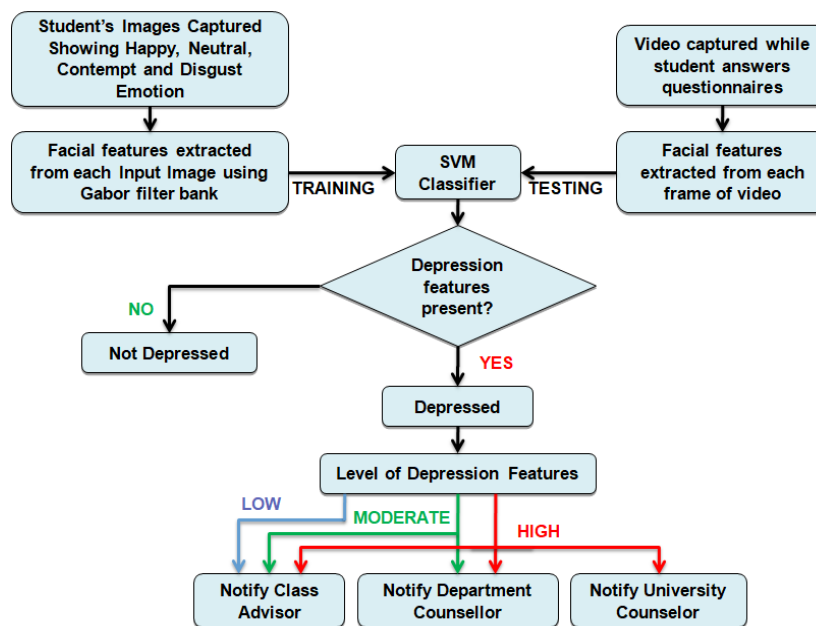 Student’s Images Captured
Showing Happy, Neutral,
Contempt and Disgust
Emotion
Video captured while
student answers
questionnaires
Facial features extracted
from each Input Image using
Gabor filter bank
TRAINING
SVM
Classifier
TESTING
Facial features
extracted from each
frame of video
Depression
features
present?
NO
Not Depressed
YES
Depressed
Level of Depression Features
LOW
MODERATE
HIGH
Notify Class
Advisor
Notify Department
Counsellor
Notify University
Counselor